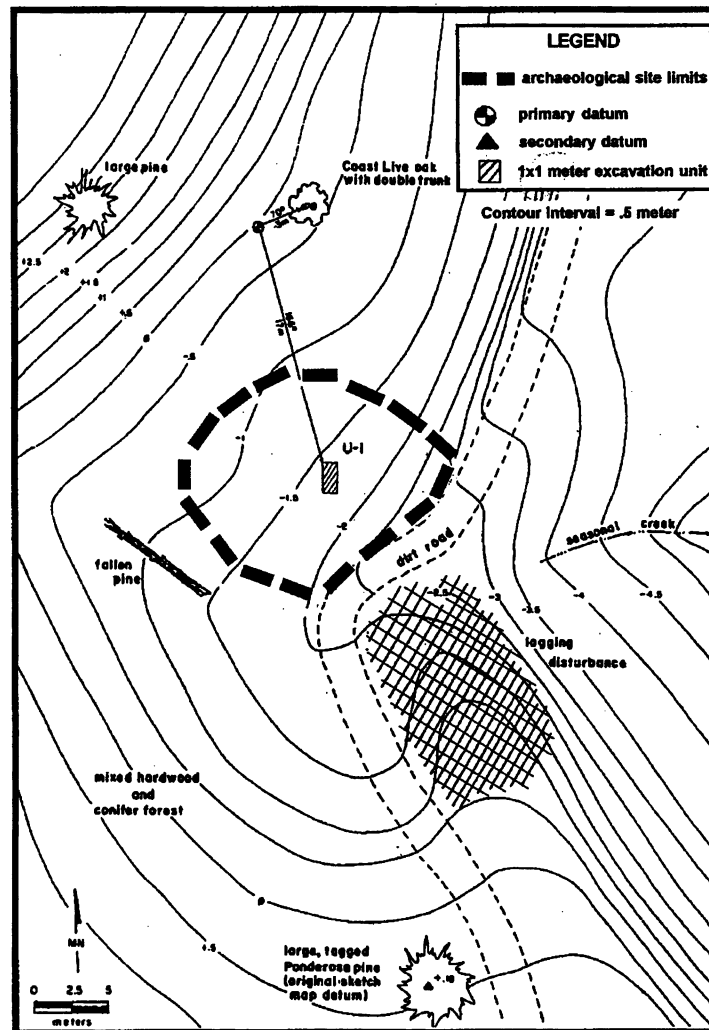 LEGEND
archaeological site limits
primary datum
secondary datum
1x1 meter excavation unit
Contour interval = .5 meter
large pine
Coast Live oak
with double trunk
70°
.3m
17m
+2.5
+2
+1.5
+1
+.5
0
-.5
-1
U-1
-1.5
-2
fallen
pine
dirt road
seasonal creek
-2.5
-3
-3.5
-4
-4.5
logging
disturbance
mixed hardwood
and
conifer forest
0
+.5
MN
large, tagged
Ponderosa pine
(original sketch
map datum)
0 2.5 5
meters